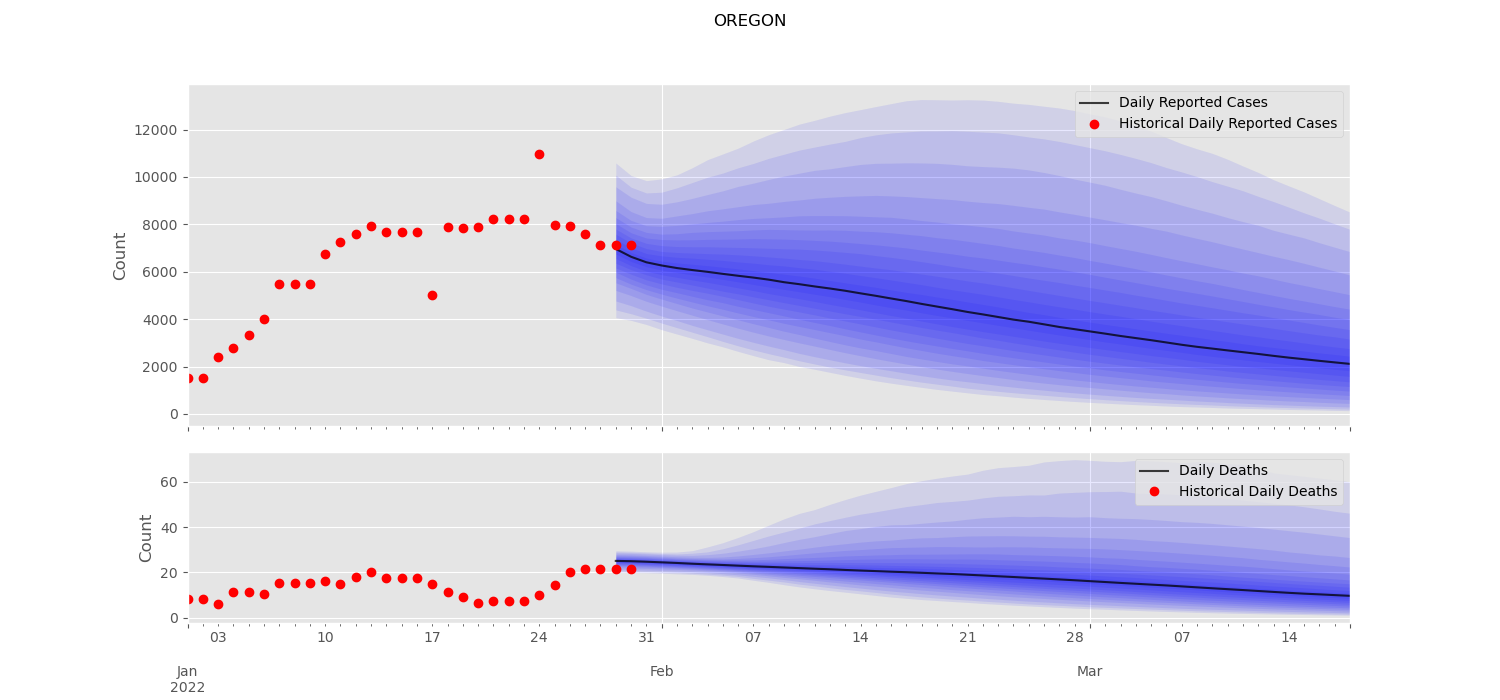 OREGON
Count
12000
10000
8000
6000
4000
2000
0
Daily Reported Cases
Historical Daily Reported Cases
Count
60
40
20
0
Daily Deaths
Historical Daily Deaths
03 10 17 24 31 07 14 21 28 07 14
Jan Feb Mar
2022